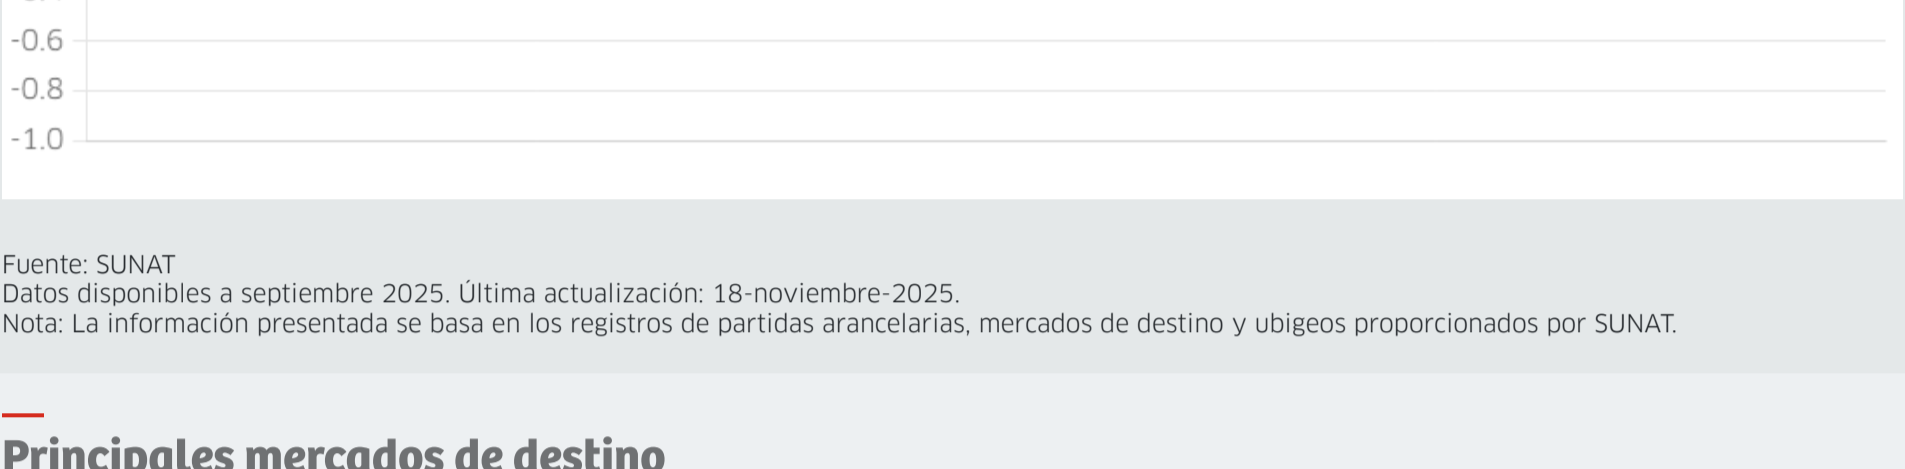 -0.6
-0.8
-1.0
Fuente: SUNAT
Datos disponibles a septiembre 2025. Última actualización: 18-noviembre-2025.
Nota: La información presentada se basa en los registros de partidas arancelarias, mercados de destino y ubigeos proporcionados por SUNAT.
Principales mercados de destino